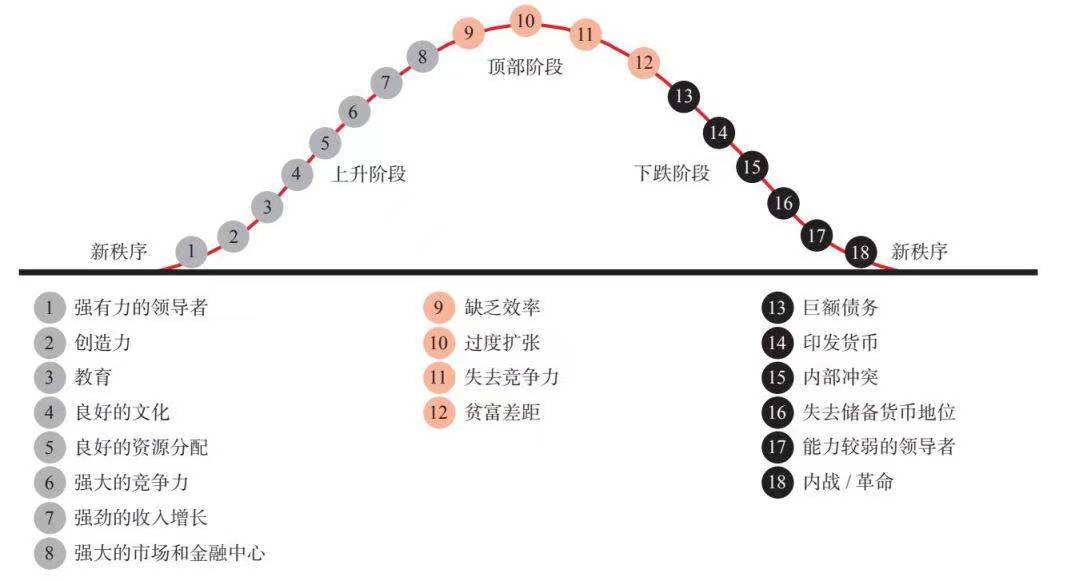 9
10
11
8
顶部阶段
12
7
13
6
14
5
4
上升阶段
下跌阶段
15
3
16
2
17
新秩序
1
18
新秩序
1 强有力的领导者
2 创造力
3 教育
4 良好的文化
5 良好的资源分配
6 强大的竞争力
7 强劲的收入增长
8 强大的市场和金融中心
9 缺乏效率
10 过度扩张
11 失去竞争力
12 贫富差距
13 巨额债务
14 印发货币
15 内部冲突
16 失去储备货币地位
17 能力较弱的领导者
18 内战 / 革命